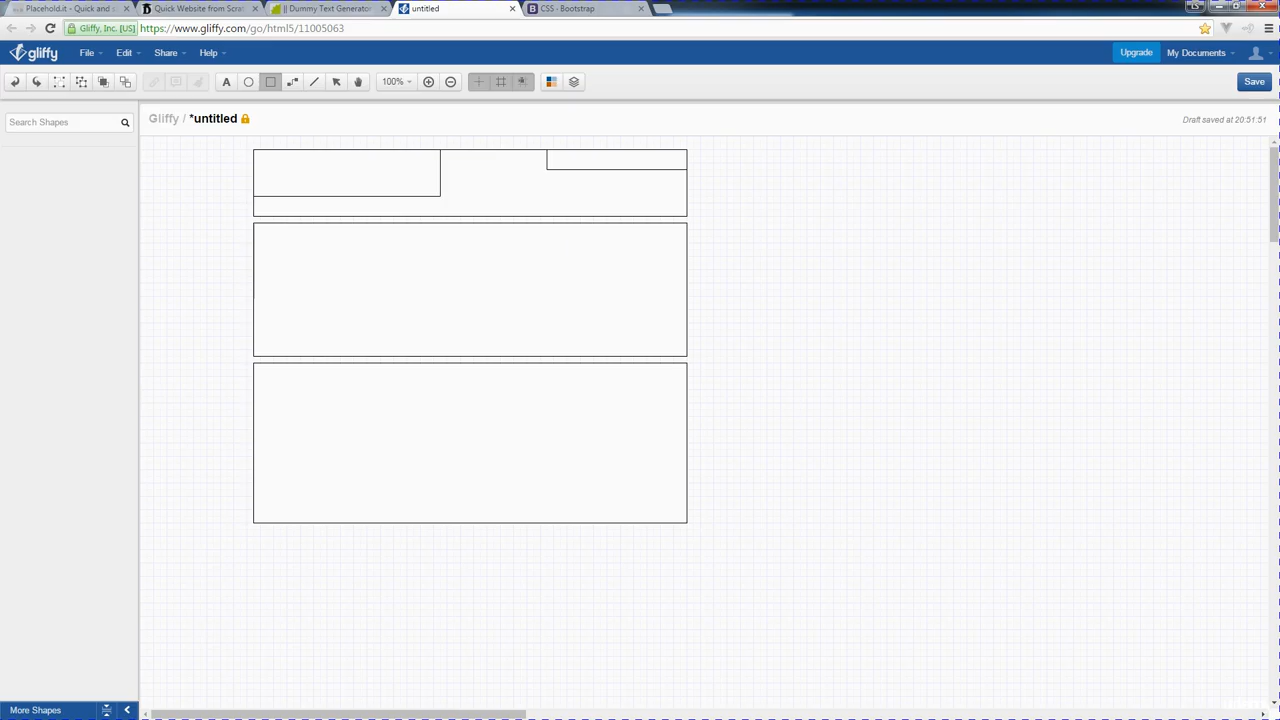 Placehold.it - Quick and s
Quick Website from Scrat
|| Dummy Text Generator
untitled
CSS · Bootstrap
Gliffy, Inc. [US]
https://www.gliffy.com/go/html5/11005063
gliffy
File
Edit
Share
Help
Upgrade
My Documents
A
100%
Save
Search Shapes
Gliffy / *untitled
Draft saved at 20:51:51
More Shapes